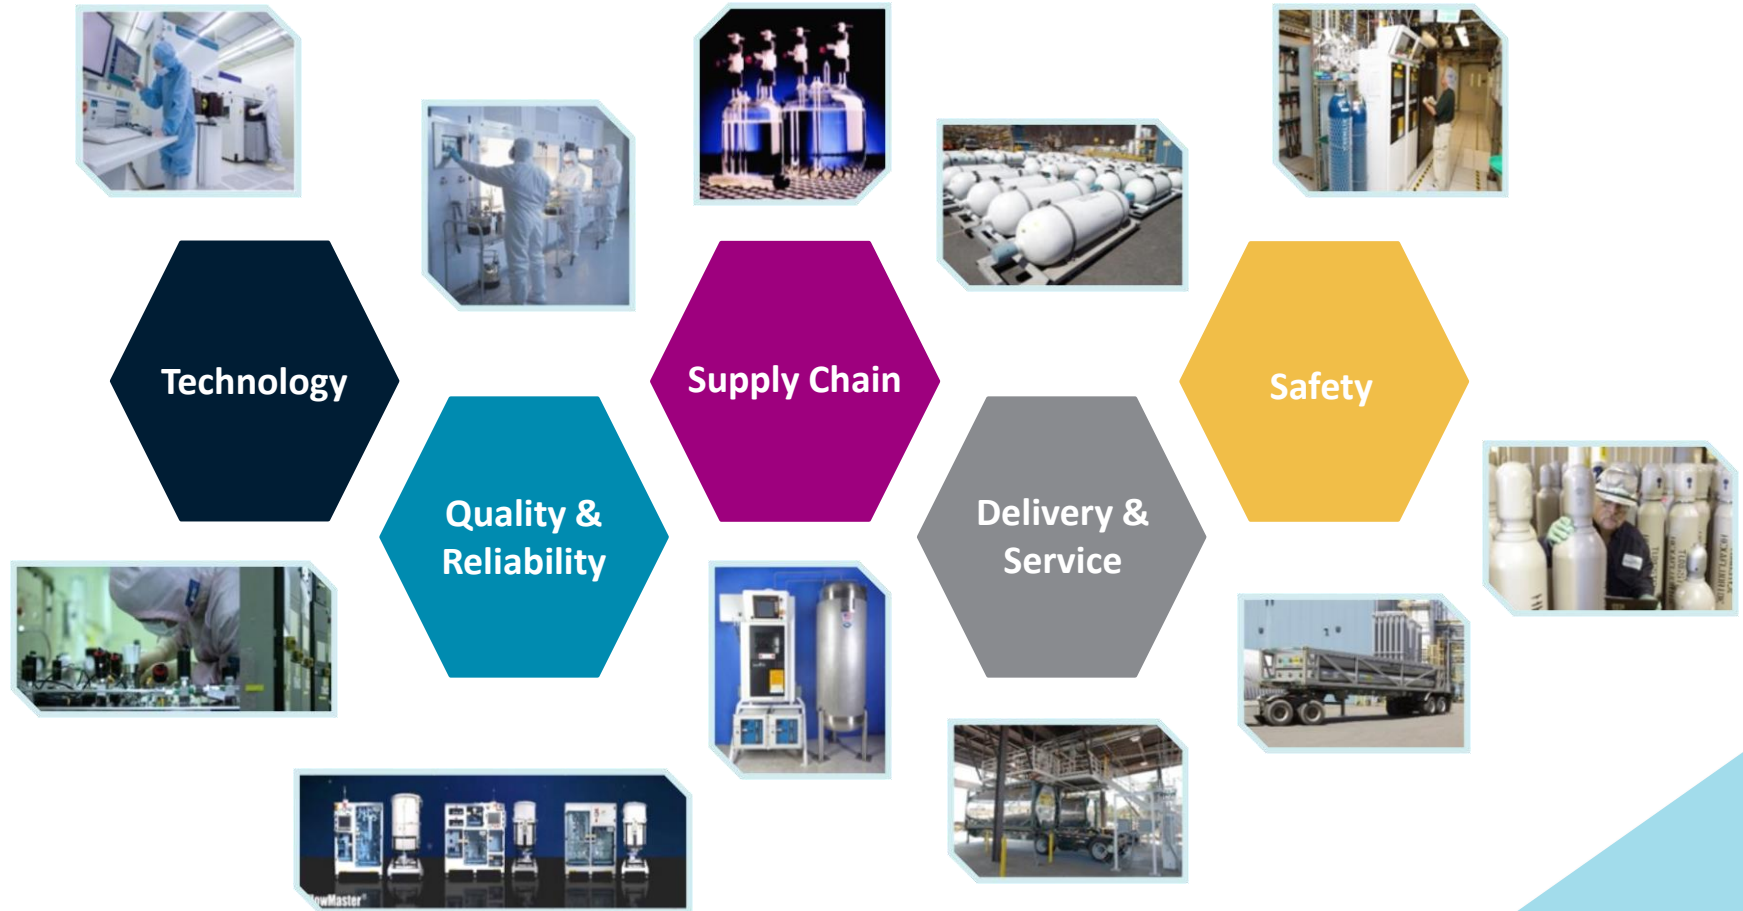 Technology
Quality &
Reliability
Supply Chain
Delivery &
Service
Safety